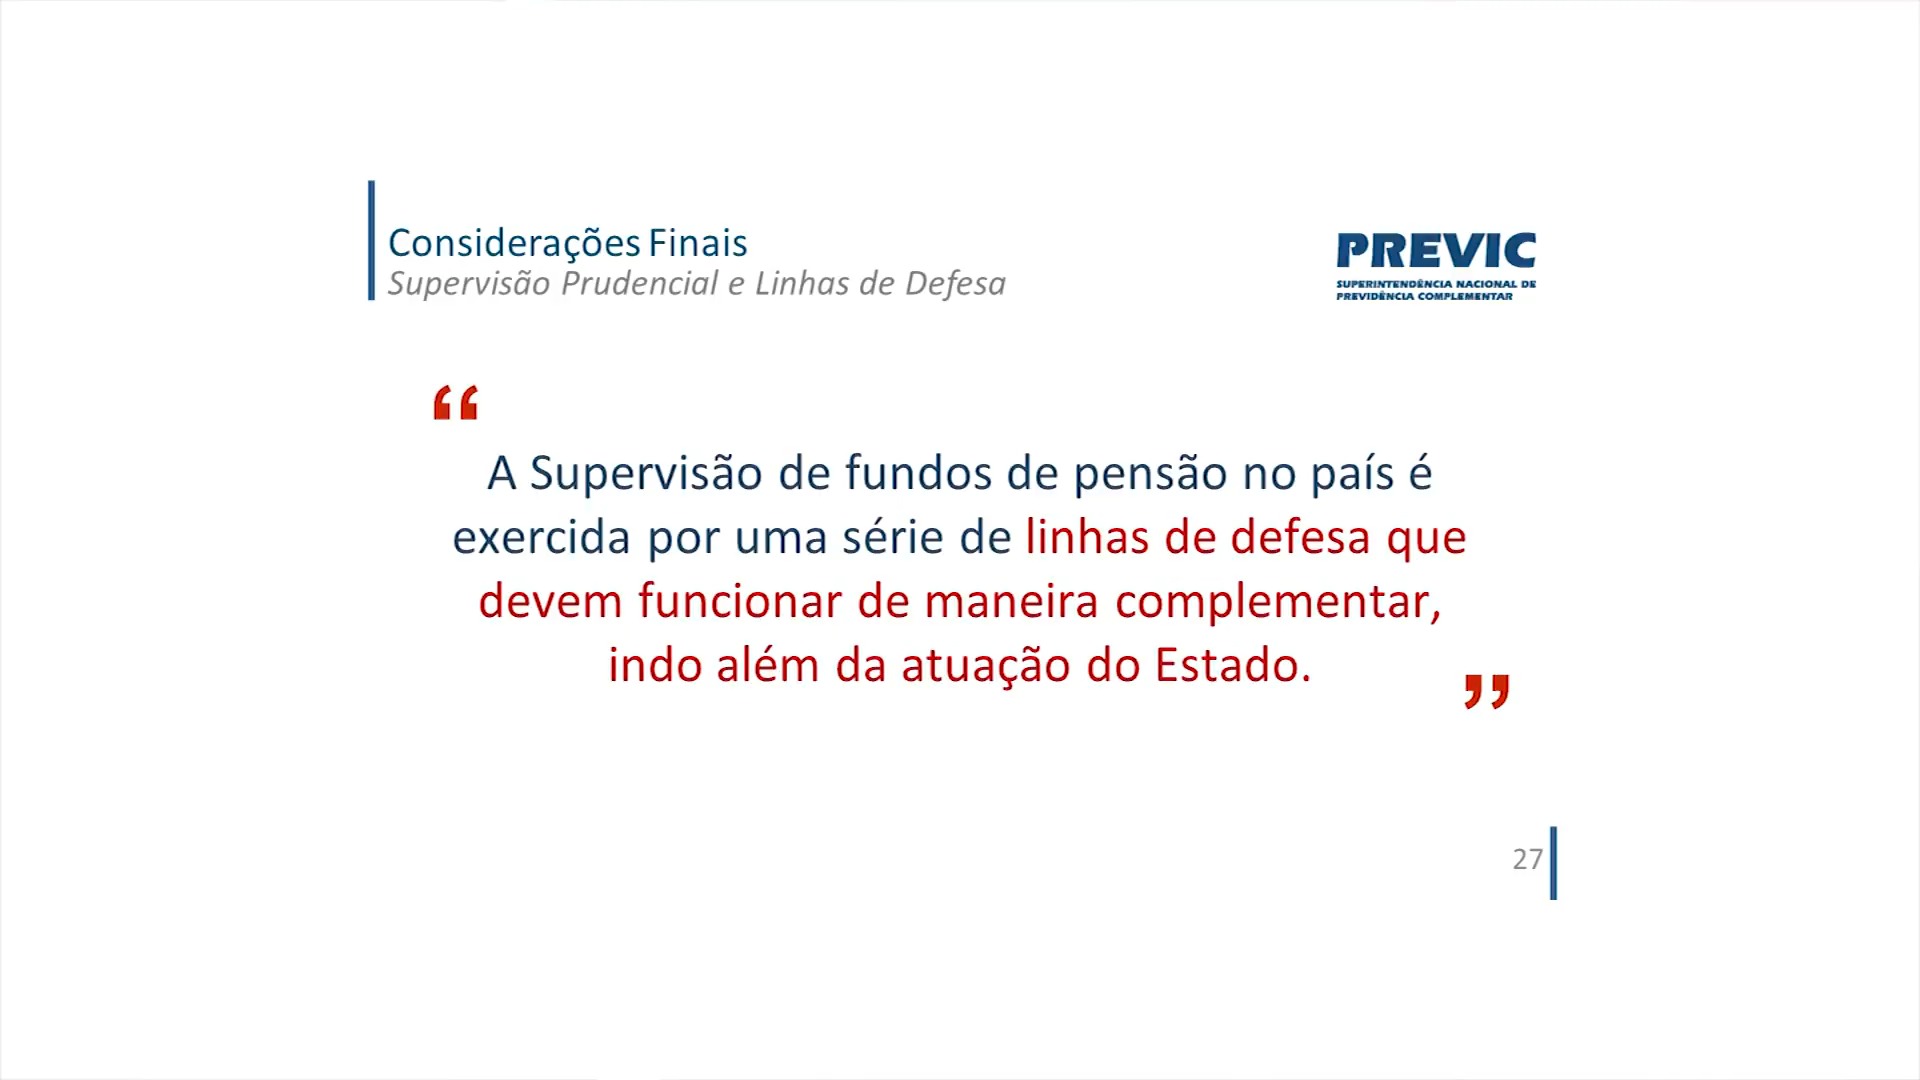 Considerações Finais
Supervisão Prudencial e Linhas de Defesa
PREVIC
SUPERINTENDÊNCIA NACIONAL DE
PREVIDÊNCIA COMPLEMENTAR
“
A Supervisão de fundos de pensão no país é
exercida por uma série de linhas de defesa que
devem funcionar de maneira complementar,
indo além da atuação do Estado.
”
27